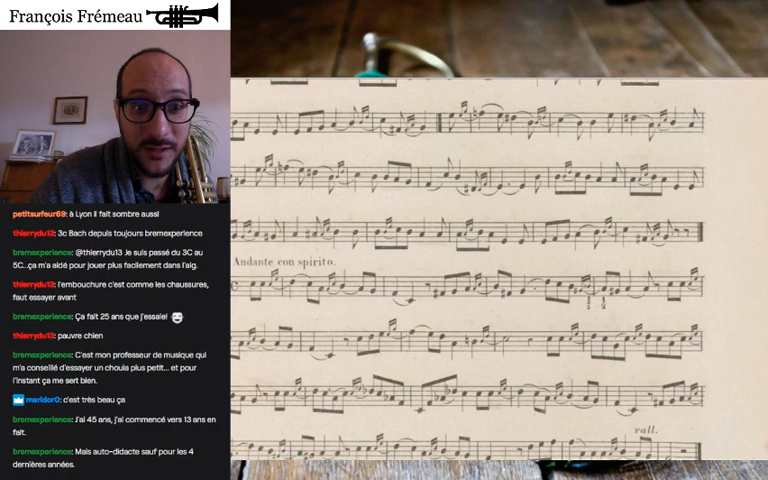 François Frémeau
petitsurfeur69: à Lyon il fait sombre aussi
thierrydu13: 3c Bach depuis toujours bremexperience
bremexperience: @thierrydu13 Je suis passé du 3C au
5C...ça m'a aidé pour jouer plus facilement dans l'aig.
thierrydu13: l'embouchure c'est comme les chaussures,
faut essayer avant
bremexperience: Ça fait 25 ans que j'essaie!
thierrydu13: pauvre chien
bremexperience: C'est mon professeur de musique qui
m'a conseillé d'essayer un chouia plus petit... et pour
l'instant ça me sert bien.
maridor0: c'est très beau ça
bremexperience: J'ai 45 ans, j'ai commencé vers 13 ans en
fait.
bremexperience: Mais auto-didacte sauf pour les 4
dernières années.
Andante con spirito.
rall.